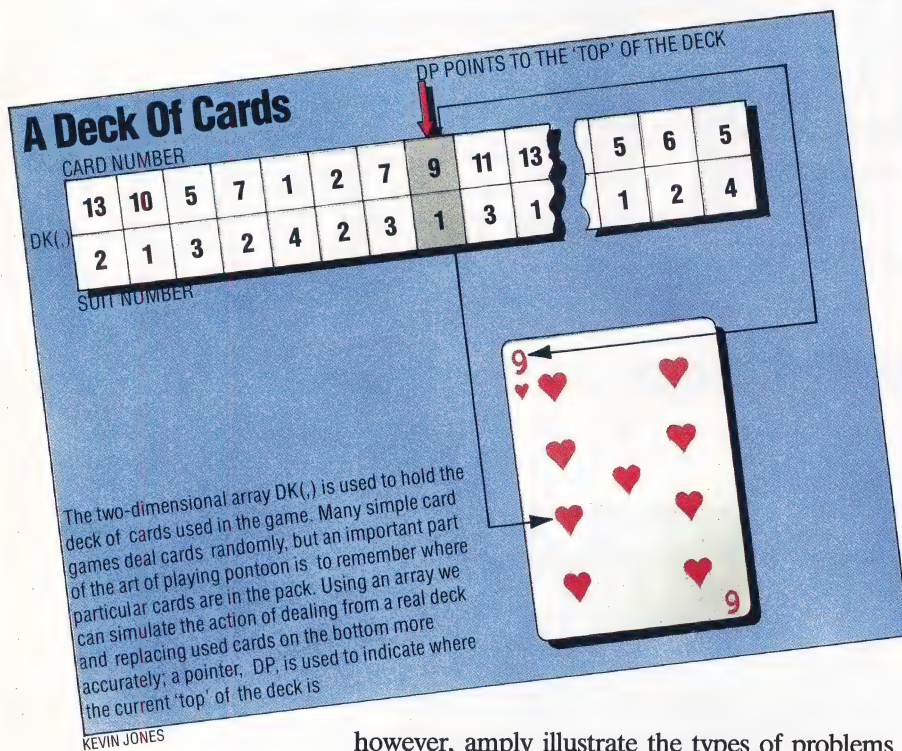 DP POINTS TO THE 'TOP' OF THE DECK
A Deck Of Cards
CARD NUMBER
13 10 5 7 1 2 7 9 11 13 5 6 5
DK(,)
2 1 3 2 4 2 3 1 3 1 1 2 4
SUIT NUMBER
9
9
The two-dimensional array DK(,) is used to hold the
deck of cards used in the game. Many simple card
games deal cards randomly, but an important part
of the art of playing pontoon is to remember where
particular cards are in the pack. Using an array we
can simulate the action of dealing from a real deck
and replacing used cards on the bottom more
accurately; a pointer, DP, is used to indicate where
the current 'top' of the deck is
KEVIN JONES
however, amply illustrate the types of problems